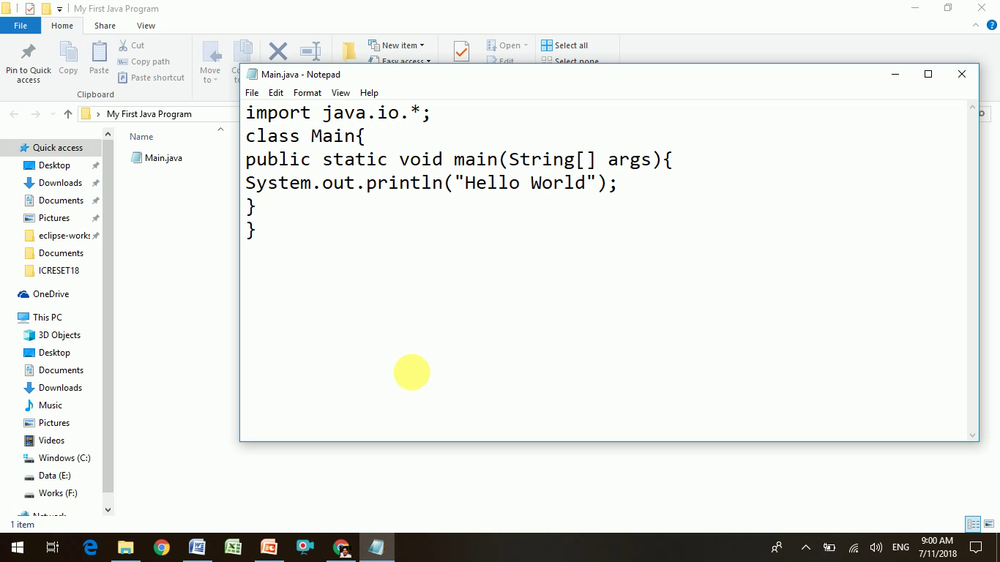 My First Java Program
File Home Share View
Pin to Quick access
Copy
Paste
Cut
Copy path
Paste shortcut
Clipboard
Move to
New item
Easy access
Open
Edit
Select all
Select none
My First Java Program
Main.java - Notepad
File Edit Format View Help
import java.io.*;
class Main{
public static void main(String[] args){
System.out.println("Hello World");
}
}
Name
Main.java
Quick access
Desktop
Downloads
Documents
Pictures
eclipse-works
Documents
ICRESET18
OneDrive
This PC
3D Objects
Desktop
Documents
Downloads
Music
Pictures
Videos
Windows (C:)
Data (E:)
Works (F:)
Network
1 item
ENG
9:00 AM
7/11/2018